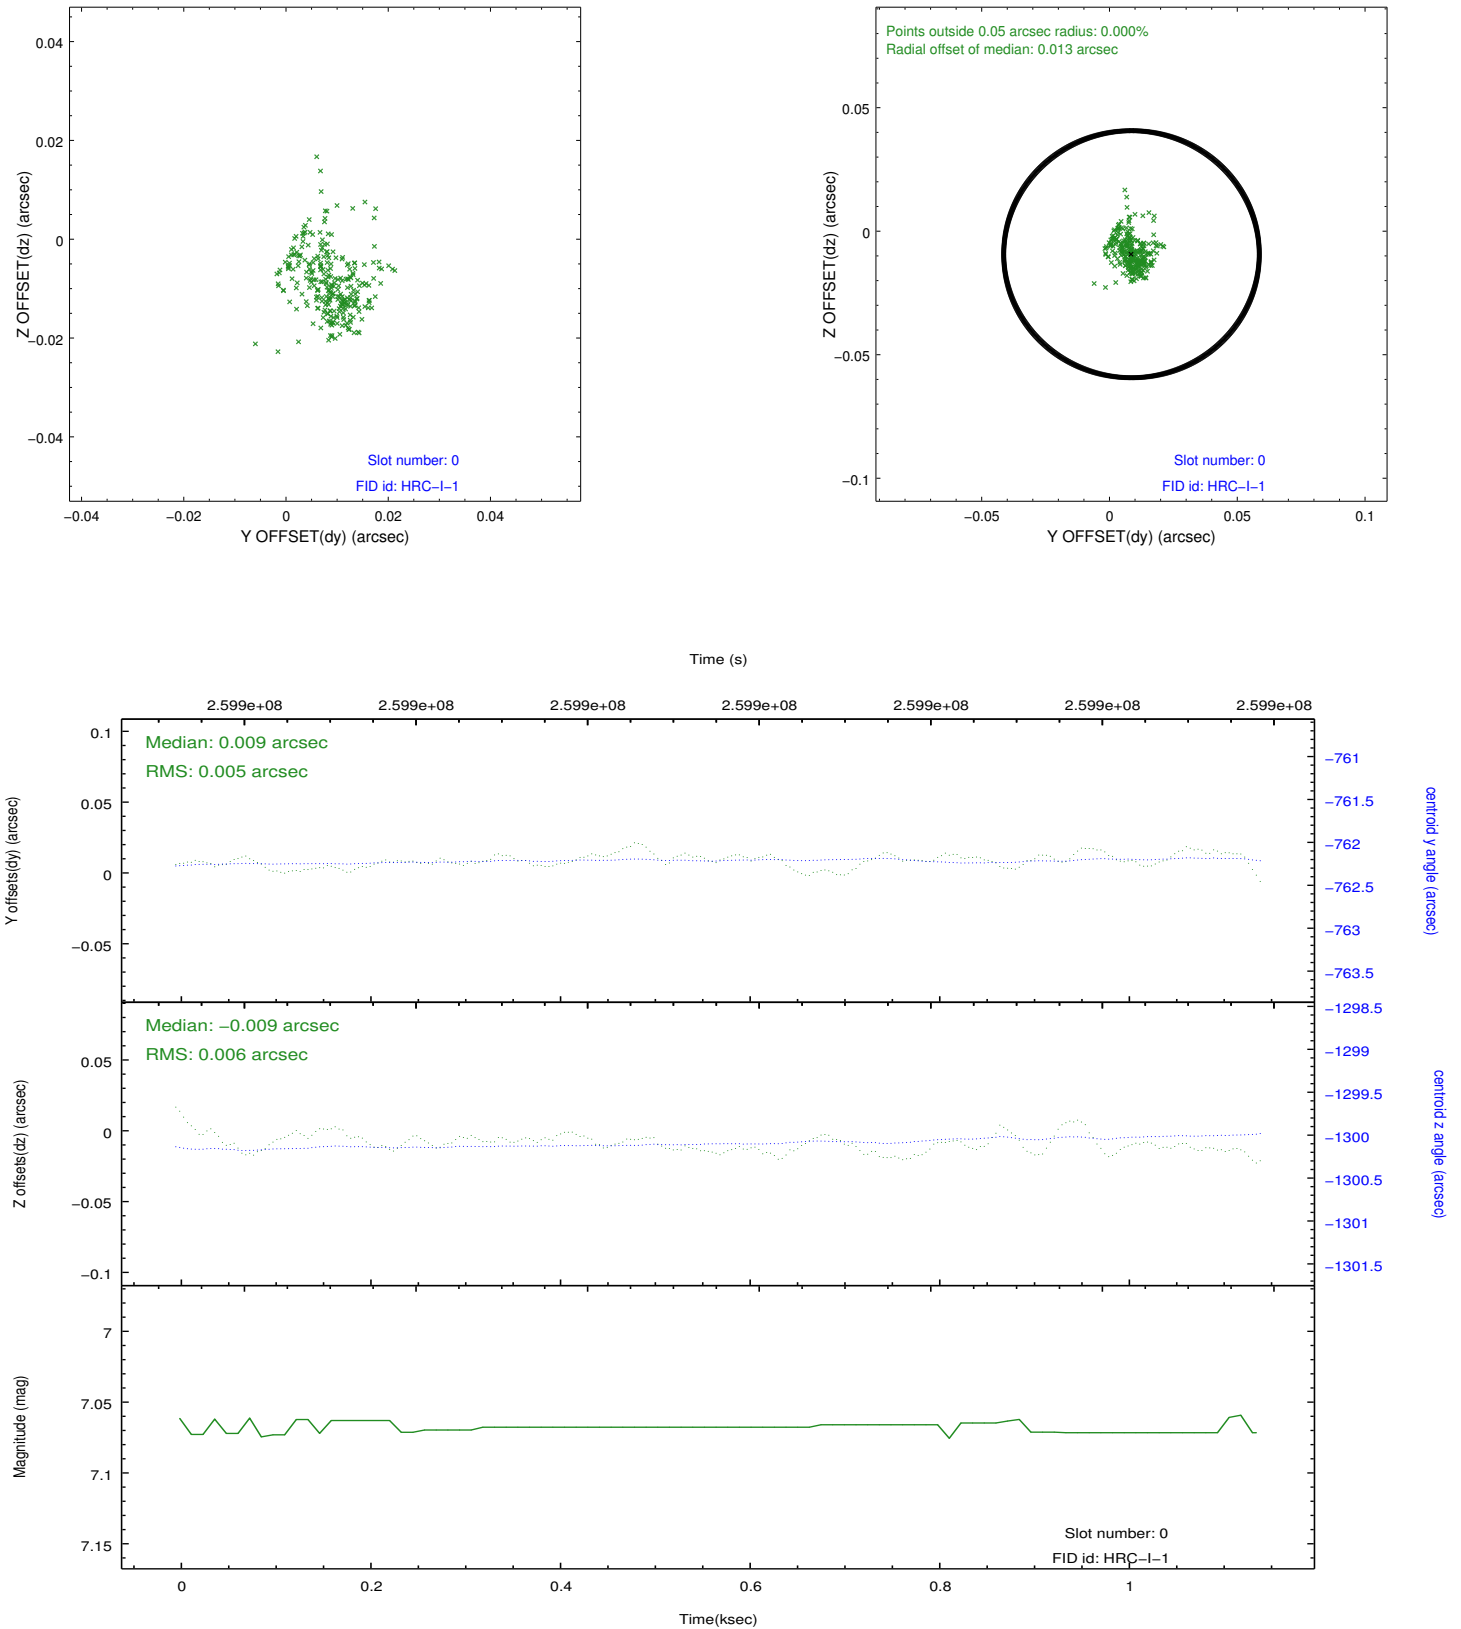 0.04
0.02
0
−0.02
−0.04
Z OFFSET(dz) (arcsec)
Slot number: 0
FID id: HRC−I−1
−0.04
−0.02
0
0.02
0.04
Y OFFSET(dy) (arcsec)
Points outside 0.05 arcsec radius: 0.000%
Radial offset of median: 0.013 arcsec
0.05
0
−0.05
−0.1
Z OFFSET(dz) (arcsec)
Slot number: 0
FID id: HRC−I−1
−0.05
0
0.05
0.1
Y OFFSET(dy) (arcsec)
Time (s)
2.599e+08
2.599e+08
2.599e+08
2.599e+08
2.599e+08
2.599e+08
2.599e+08
Median: 0.009 arcsec
RMS: 0.005 arcsec
0.1
0.05
0
−0.05
Y offsets(dy) (arcsec)
−761
−761.5
−762
−762.5
−763
−763.5
centroid y angle (arcsec)
Median: −0.009 arcsec
RMS: 0.006 arcsec
0.05
0
−0.05
−0.1
Z offsets(dz) (arcsec)
−1298.5
−1299
−1299.5
−1300
−1300.5
−1301
−1301.5
centroid z angle (arcsec)
7
7.05
7.1
7.15
Magnitude (mag)
Slot number: 0
FID id: HRC−I−1
0
0.2
0.4
0.6
0.8
1
Time(ksec)